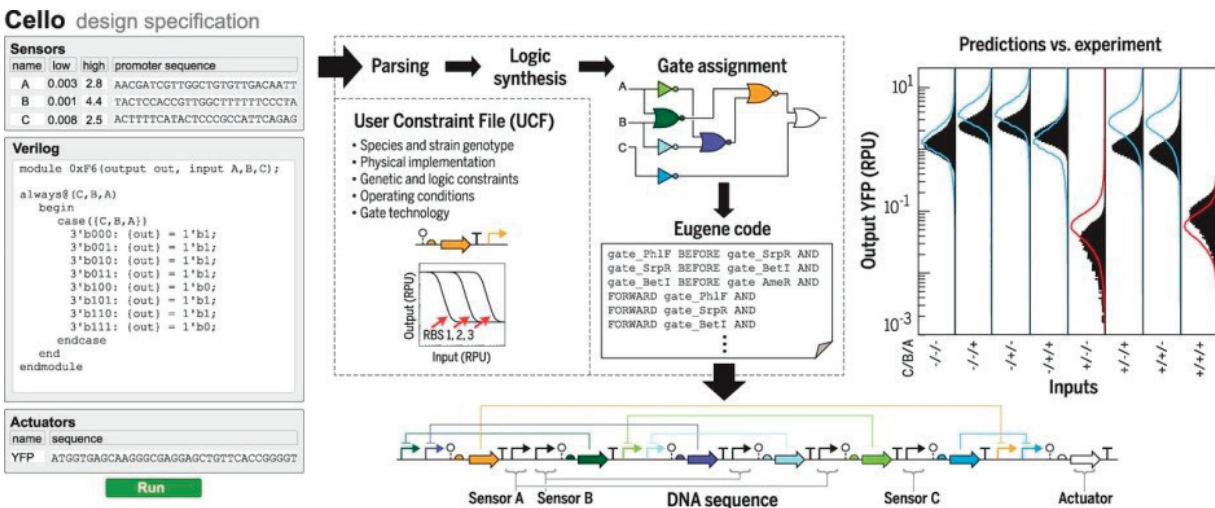 Cello design specification
Sensors
name low high promoter sequence
A 0.003 2.8 AACGATCGTTGGCTGTGTTGACAATT
B 0.001 4.4 TACTCCACCGTTGGCTTTTTTCCCTA
C 0.008 2.5 ACTTTTCATACTCCCGCCATTCAGAG
Verilog
module 0xF6(output out, input A,B,C);
always@(C,B,A)
begin
case({C,B,A})
3'b000: {out} = 1'b1;
3'b001: {out} = 1'b1;
3'b010: {out} = 1'b1;
3'b011: {out} = 1'b1;
3'b100: {out} = 1'b0;
3'b101: {out} = 1'b1;
3'b110: {out} = 1'b1;
3'b111: {out} = 1'b0;
endcase
end
endmodule
Actuators
name sequence
YFP ATGGTGAGCAAGGGCGAGGAGCTGTTCACCGGGGT
Run
Parsing
Logic
synthesis
Gate assignment
A
B
C
User Constraint File (UCF)
• Species and strain genotype
• Physical implementation
• Genetic and logic constraints
• Operating conditions
• Gate technology
Output (RPU)
RBS 1, 2, 3
Input (RPU)
Eugene code
gate_PhlF BEFORE gate_SrpR AND
gate_SrpR BEFORE gate_BetI AND
gate_BetI BEFORE gate_AmeR AND
FORWARD gate_PhlF AND
FORWARD gate_SrpR AND
FORWARD gate_BetI AND
Sensor A
Sensor B
DNA sequence
Sensor C
Actuator
Predictions vs. experiment
Output YFP (RPU)
10¹
10⁻¹
10⁻³
C/B/A
-/-/-
-/-/+
-/+/-
-/+/+
+/-/-
+/-/+
+/+/-
+/+/+
Inputs